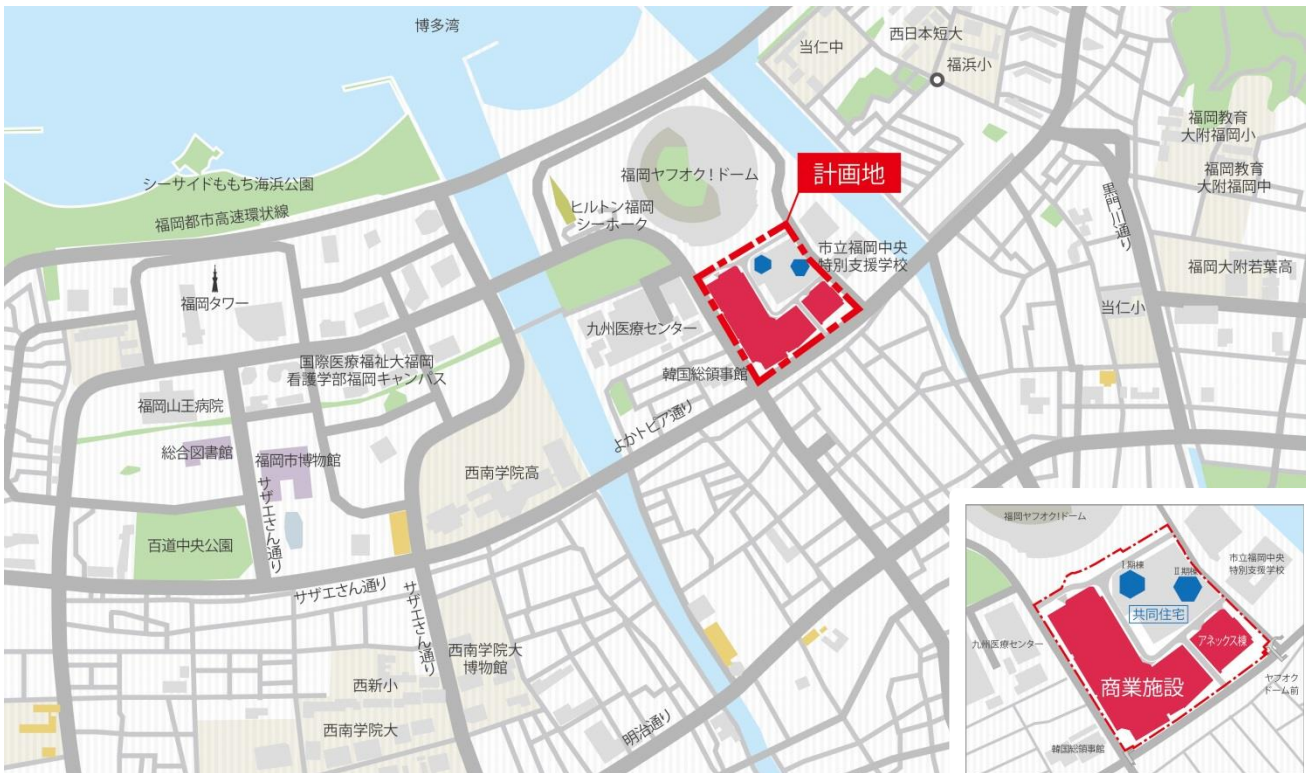 博多湾
当仁中
西日本短大
福浜小
福岡教育
大附福岡小
福岡教育
大附福岡中
シーサイドももち海浜公園
福岡都市高速環状線
福岡ヤフオク!ドーム
計画地
ヒルトン福岡
シーホーク
黒門川通り
福岡タワー
市立福岡中央
特別支援学校
福岡大附若葉高
九州医療センター
当仁小
国際医療福祉大福岡
看護学部福岡キャンパス
韓国総領事館
福岡山王病院
よかトピア通り
総合図書館
福岡市博物館
西南学院高
サザエさん通り
百道中央公園
サザエさん通り
サザエさん通り
西南学院大
博物館
西新小
西南学院大
明治通り
福岡ヤフオク!ドーム
市立福岡中央
特別支援学校
Ⅰ期棟
Ⅱ期棟
共同住宅
九州医療センター
アネックス棟
商業施設
ヤフオク
ドーム前
韓国総領事館